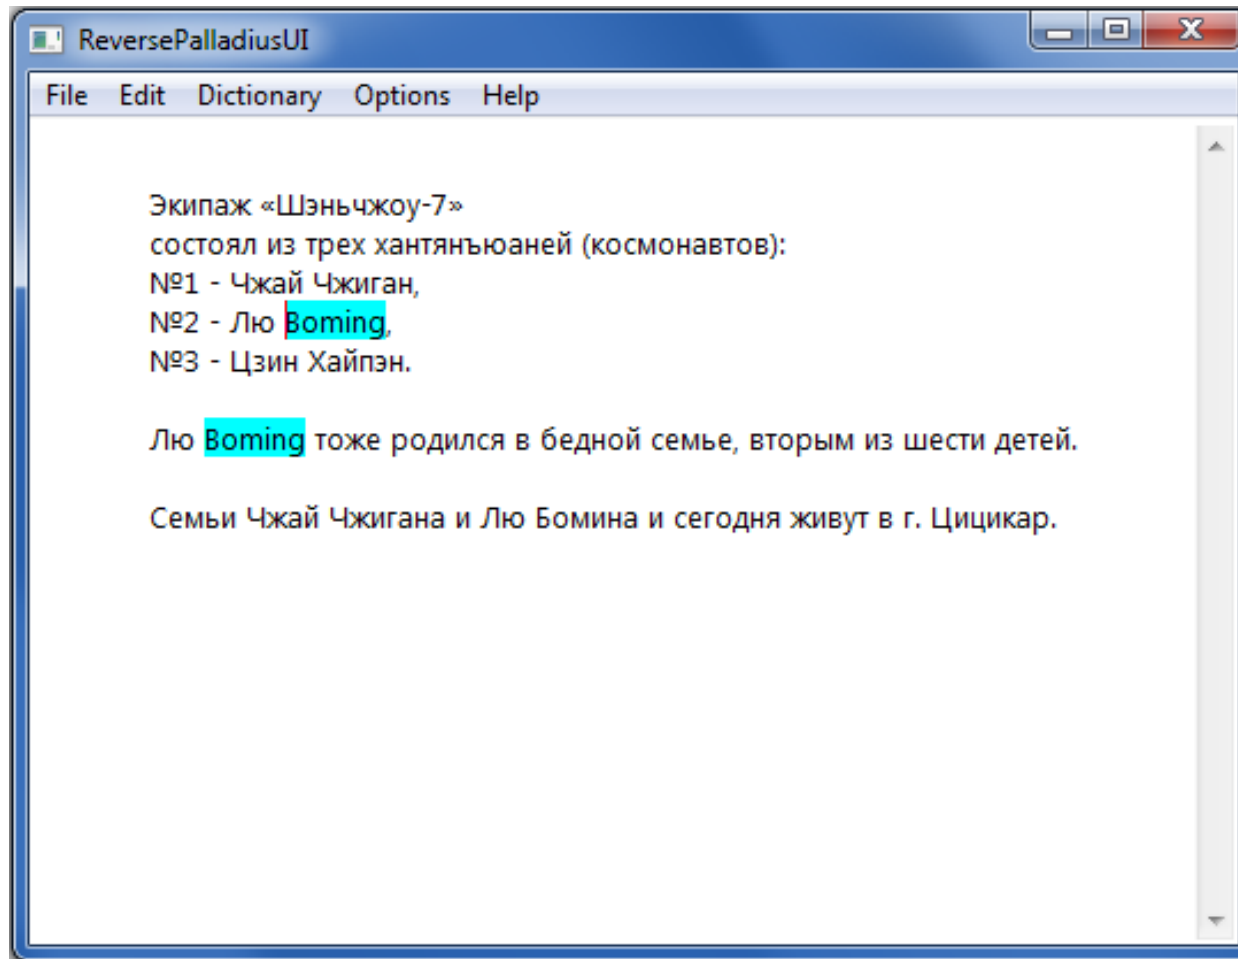 ReversePalladiusUI
File Edit Dictionary Options Help
Экипаж «Шэньчжоу-7»
состоял из трех хантянъюаней (космонавтов):
№1 - Чжай Чжиган,
№2 - Лю Boming,
№3 - Цзин Хайпэн.
Лю Boming тоже родился в бедной семье, вторым из шести детей.
Семьи Чжай Чжигана и Лю Бомина и сегодня живут в г. Цицикар.